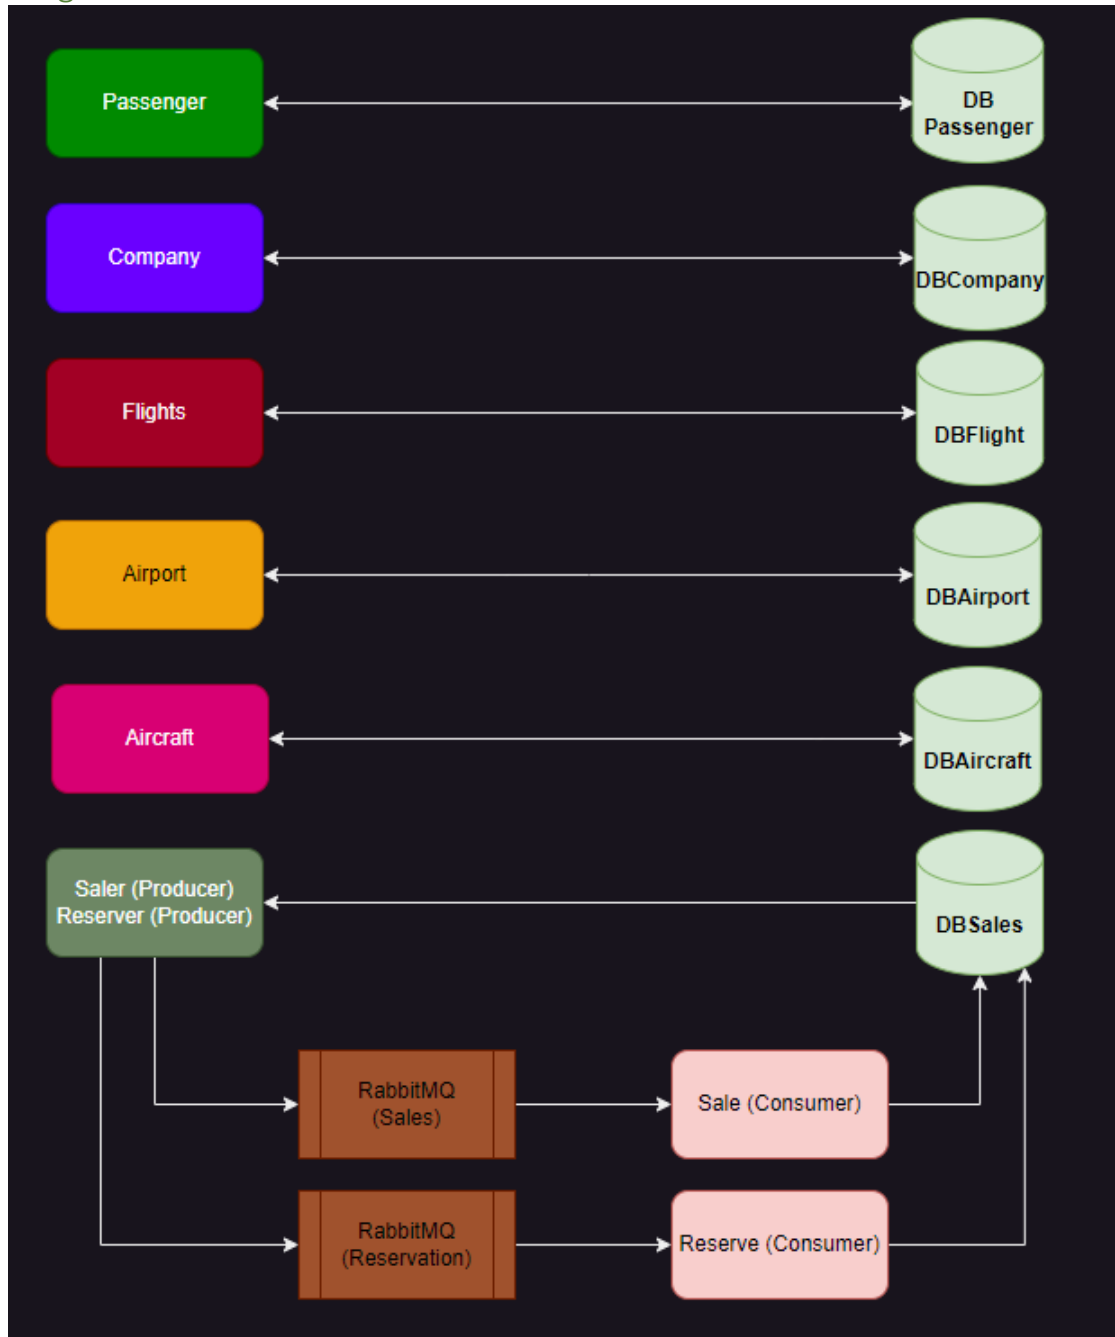 Passenger
DB
Passenger
Company
DBCompany
Flights
DBFlight
Airport
DBAirport
Aircraft
DBAircraft
Saler (Producer)
Reserver (Producer)
DBSales
RabbitMQ
(Sales)
Sale (Consumer)
RabbitMQ
(Reservation)
Reserve (Consumer)